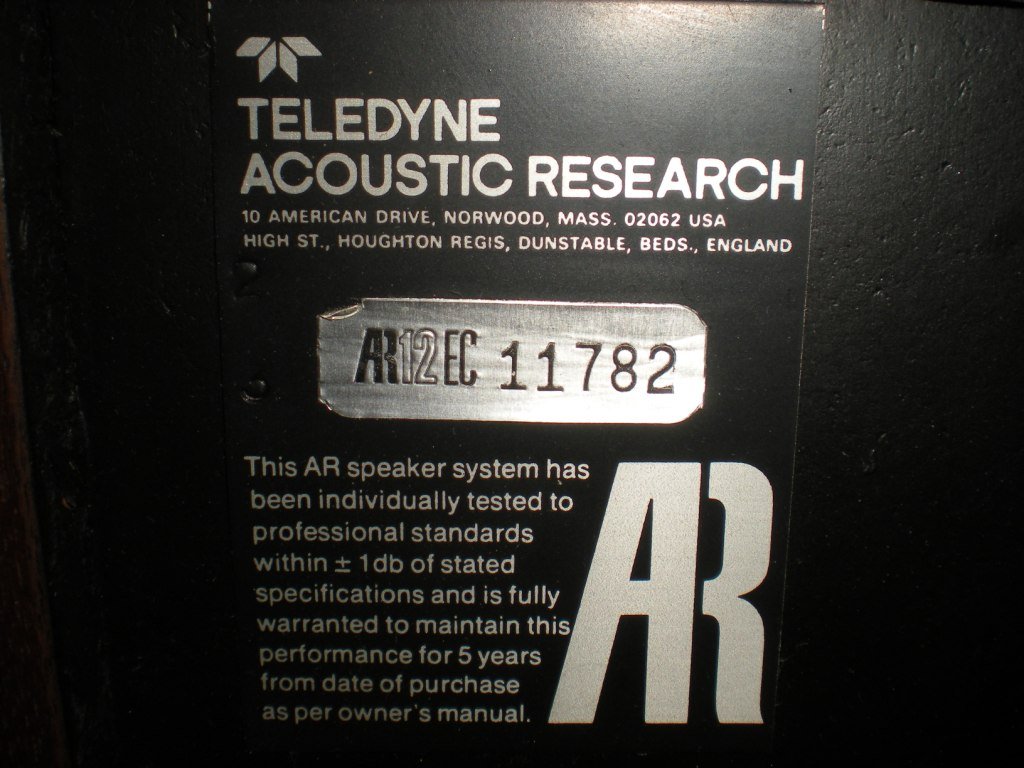 TELEDYNE
ACOUSTIC RESEARCH
10 AMERICAN DRIVE, NORWOOD, MASS. 02062 USA
HIGH ST., HOUGHTON REGIS, DUNSTABLE, BEDS., ENGLAND
AR12 EC 11782
This AR speaker system has
been individually tested to
professional standards
within ± 1db of stated
specifications and is fully
warranted to maintain this
performance for 5 years
from date of purchase
as per owner's manual.
AR